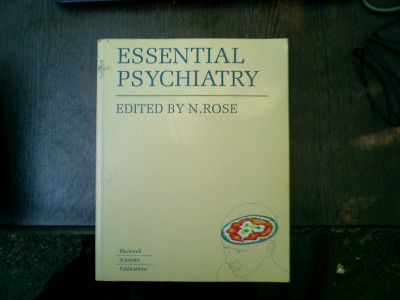 ESSENTIAL
PSYCHIATRY
EDITED BY N.ROSE
Blackwell
Scientific
Publications